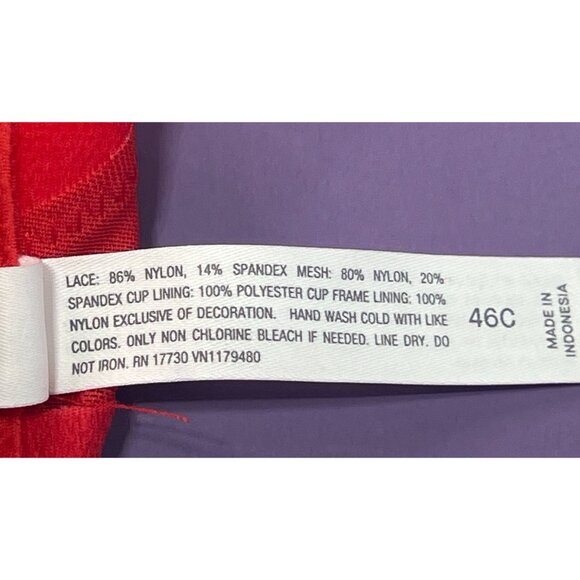 LACE: 86% NYLON, 14% SPANDEX MESH: 80% NYLON, 20%
SPANDEX CUP LINING: 100% POLYESTER CUP FRAME LINING: 100%
NYLON EXCLUSIVE OF DECORATION. HAND WASH COLD WITH LIKE
COLORS. ONLY NON CHLORINE BLEACH IF NEEDED. LINE DRY. DO
NOT IRON. RN 17730 VN1179480
46C
MADE IN
INDONESIA